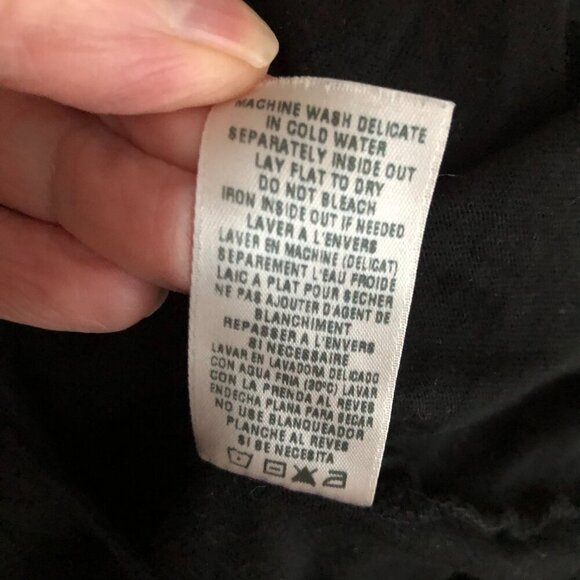 MACHINE WASH DELICATE
IN COLD WATER
SEPARATELY INSIDE OUT
LAY FLAT TO DRY
DO NOT BLEACH
IRON INSIDE OUT IF NEEDED
LAVER A L'ENVERS
LAVER EN MACHINE (DELICAT)
SEPAREMENT L'EAU FROIDE
LAIC A PLAT POUR SECHER
NE PAS AJOUTER D'AGENT DE
BLANCHIMENT
REPASSER A L'ENVERS
SI NECESSAIRE
LAVAR EN LAVADORA DELICADO
CON AQUA FRIA (30°C) LAVAR
CON LA PRENDA AL REVES
ENDECHA PLANA PARA SECAR
NO USE BLANQUEADOR
PLANCHE AL REVES
SI SE NECESITA